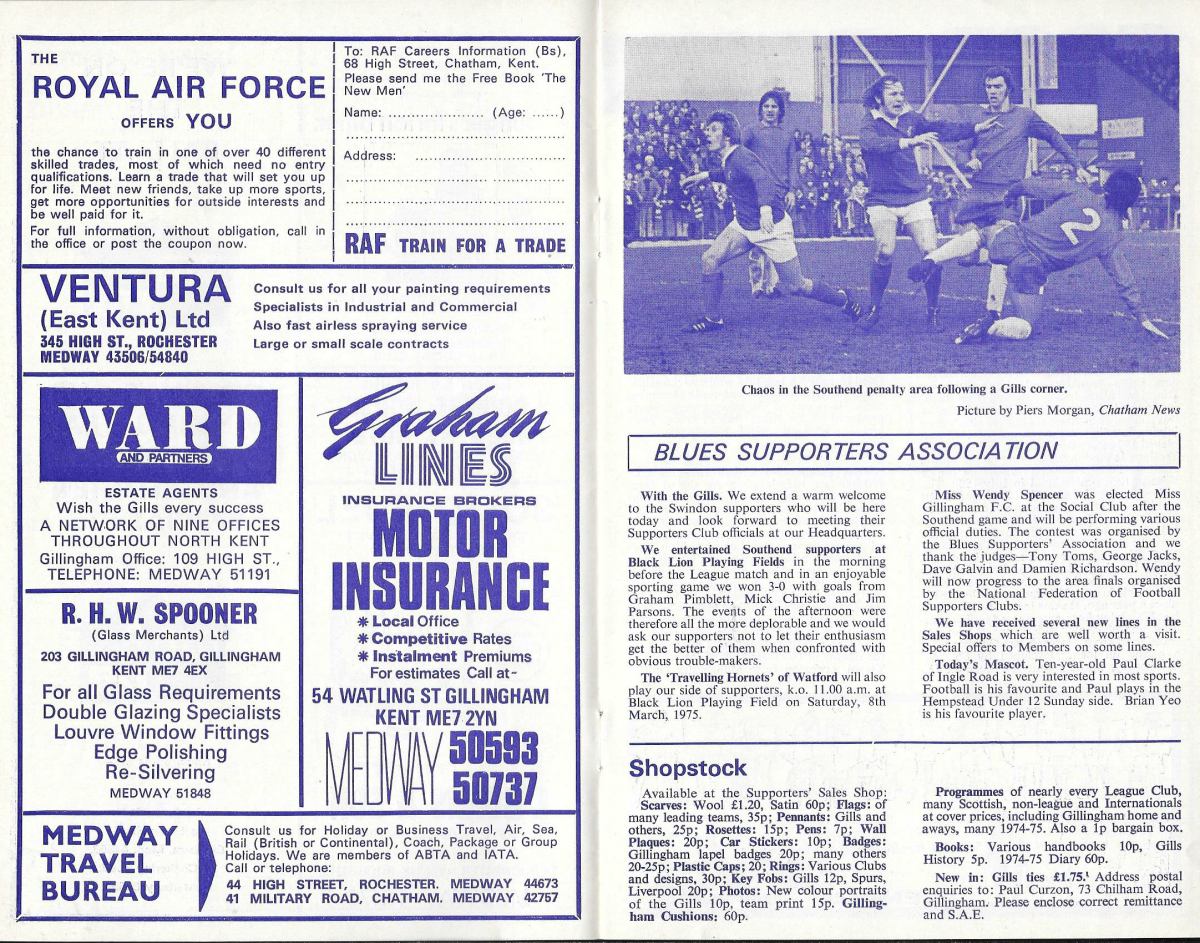 THE
ROYAL AIR FORCE
OFFERS YOU
the chance to train in one of over 40 different
skilled trades, most of which need no entry
qualifications. Learn a trade that will set you up
for life. Meet new friends, take up more sports,
get more opportunities for outside interests and
be well paid for it.
For full information, without obligation, call in
the office or post the coupon now.
To: RAF Careers Information (Bs),
68 High Street, Chatham, Kent.
Please send me the Free Book 'The
New Men'
Name: ...................... (Age: ......)
Address: ...................................
RAF TRAIN FOR A TRADE
VENTURA
(East Kent) Ltd
345 HIGH ST., ROCHESTER
MEDWAY 43506/54840
Consult us for all your painting requirements
Specialists in Industrial and Commercial
Also fast airless spraying service
Large or small scale contracts
WARD
AND PARTNERS
ESTATE AGENTS
Wish the Gills every success
A NETWORK OF NINE OFFICES
THROUGHOUT NORTH KENT
Gillingham Office: 109 HIGH ST.,
TELEPHONE: MEDWAY 51191
R. H. W. SPOONER
(Glass Merchants) Ltd
203 GILLINGHAM ROAD, GILLINGHAM
KENT ME7 4EX
For all Glass Requirements
Double Glazing Specialists
Louvre Window Fittings
Edge Polishing
Re-Silvering
MEDWAY 51848
Graham
LINES
INSURANCE BROKERS
MOTOR
INSURANCE
* Local Office
* Competitive Rates
* Instalment Premiums
For estimates Call at-
54 WATLING ST GILLINGHAM
KENT ME7 2YN
MEDWAY 50593
50737
MEDWAY
TRAVEL
BUREAU
Consult us for Holiday or Business Travel, Air, Sea,
Rail (British or Continental), Coach, Package or Group
Holidays. We are members of ABTA and IATA.
Call or telephone:
44 HIGH STREET, ROCHESTER. MEDWAY 44673
41 MILITARY ROAD, CHATHAM. MEDWAY 42757
2
Chaos in the Southend penalty area following a Gills corner.
Picture by Piers Morgan, Chatham News
BLUES SUPPORTERS ASSOCIATION
With the Gills. We extend a warm welcome
to the Swindon supporters who will be here
today and look forward to meeting their
Supporters Club officials at our Headquarters.
We entertained Southend supporters at
Black Lion Playing Fields in the morning
before the League match and in an enjoyable
sporting game we won 3-0 with goals from
Graham Pimblett, Mick Christie and Jim
Parsons. The events of the afternoon were
therefore all the more deplorable and we would
ask our supporters not to let their enthusiasm
get the better of them when confronted with
obvious trouble-makers.
The 'Travelling Hornets' of Watford will also
play our side of supporters, k.o. 11.00 a.m. at
Black Lion Playing Field on Saturday, 8th
March, 1975.
Miss Wendy Spencer was elected Miss
Gillingham F.C. at the Social Club after the
Southend game and will be performing various
official duties. The contest was organised by
the Blues Supporters' Association and we
thank the judges—Tony Toms, George Jacks,
Dave Galvin and Damien Richardson. Wendy
will now progress to the area finals organised
by the National Federation of Football
Supporters Clubs.
We have received several new lines in the
Sales Shops which are well worth a visit.
Special offers to Members on some lines.
Today's Mascot. Ten-year-old Paul Clarke
of Ingle Road is very interested in most sports.
Football is his favourite and Paul plays in the
Hempstead Under 12 Sunday side. Brian Yeo
is his favourite player.
Shopstock
Available at the Supporters' Sales Shop:
Scarves: Wool £1.20, Satin 60p; Flags: of
many leading teams, 35p; Pennants: Gills and
others, 25p; Rosettes: 15p; Pens: 7p; Wall
Plaques: 20p; Car Stickers: 10p; Badges:
Gillingham lapel badges 20p; many others
20-25p; Plastic Caps; 20; Rings: Various Clubs
and designs, 30p; Key Fobs: Gills 12p, Spurs,
Liverpool 20p; Photos: New colour portraits
of the Gills 10p, team print 15p. Gilling-
ham Cushions: 60p.
Programmes of nearly every League Club,
many Scottish, non-league and Internationals
at cover prices, including Gillingham home and
aways, many 1974-75. Also a 1p bargain box.
Books: Various handbooks 10p, Gills
History 5p. 1974-75 Diary 60p.
New in: Gills ties £1.75. Address postal
enquiries to: Paul Curzon, 73 Chilham Road,
Gillingham. Please enclose correct remittance
and S.A.E.